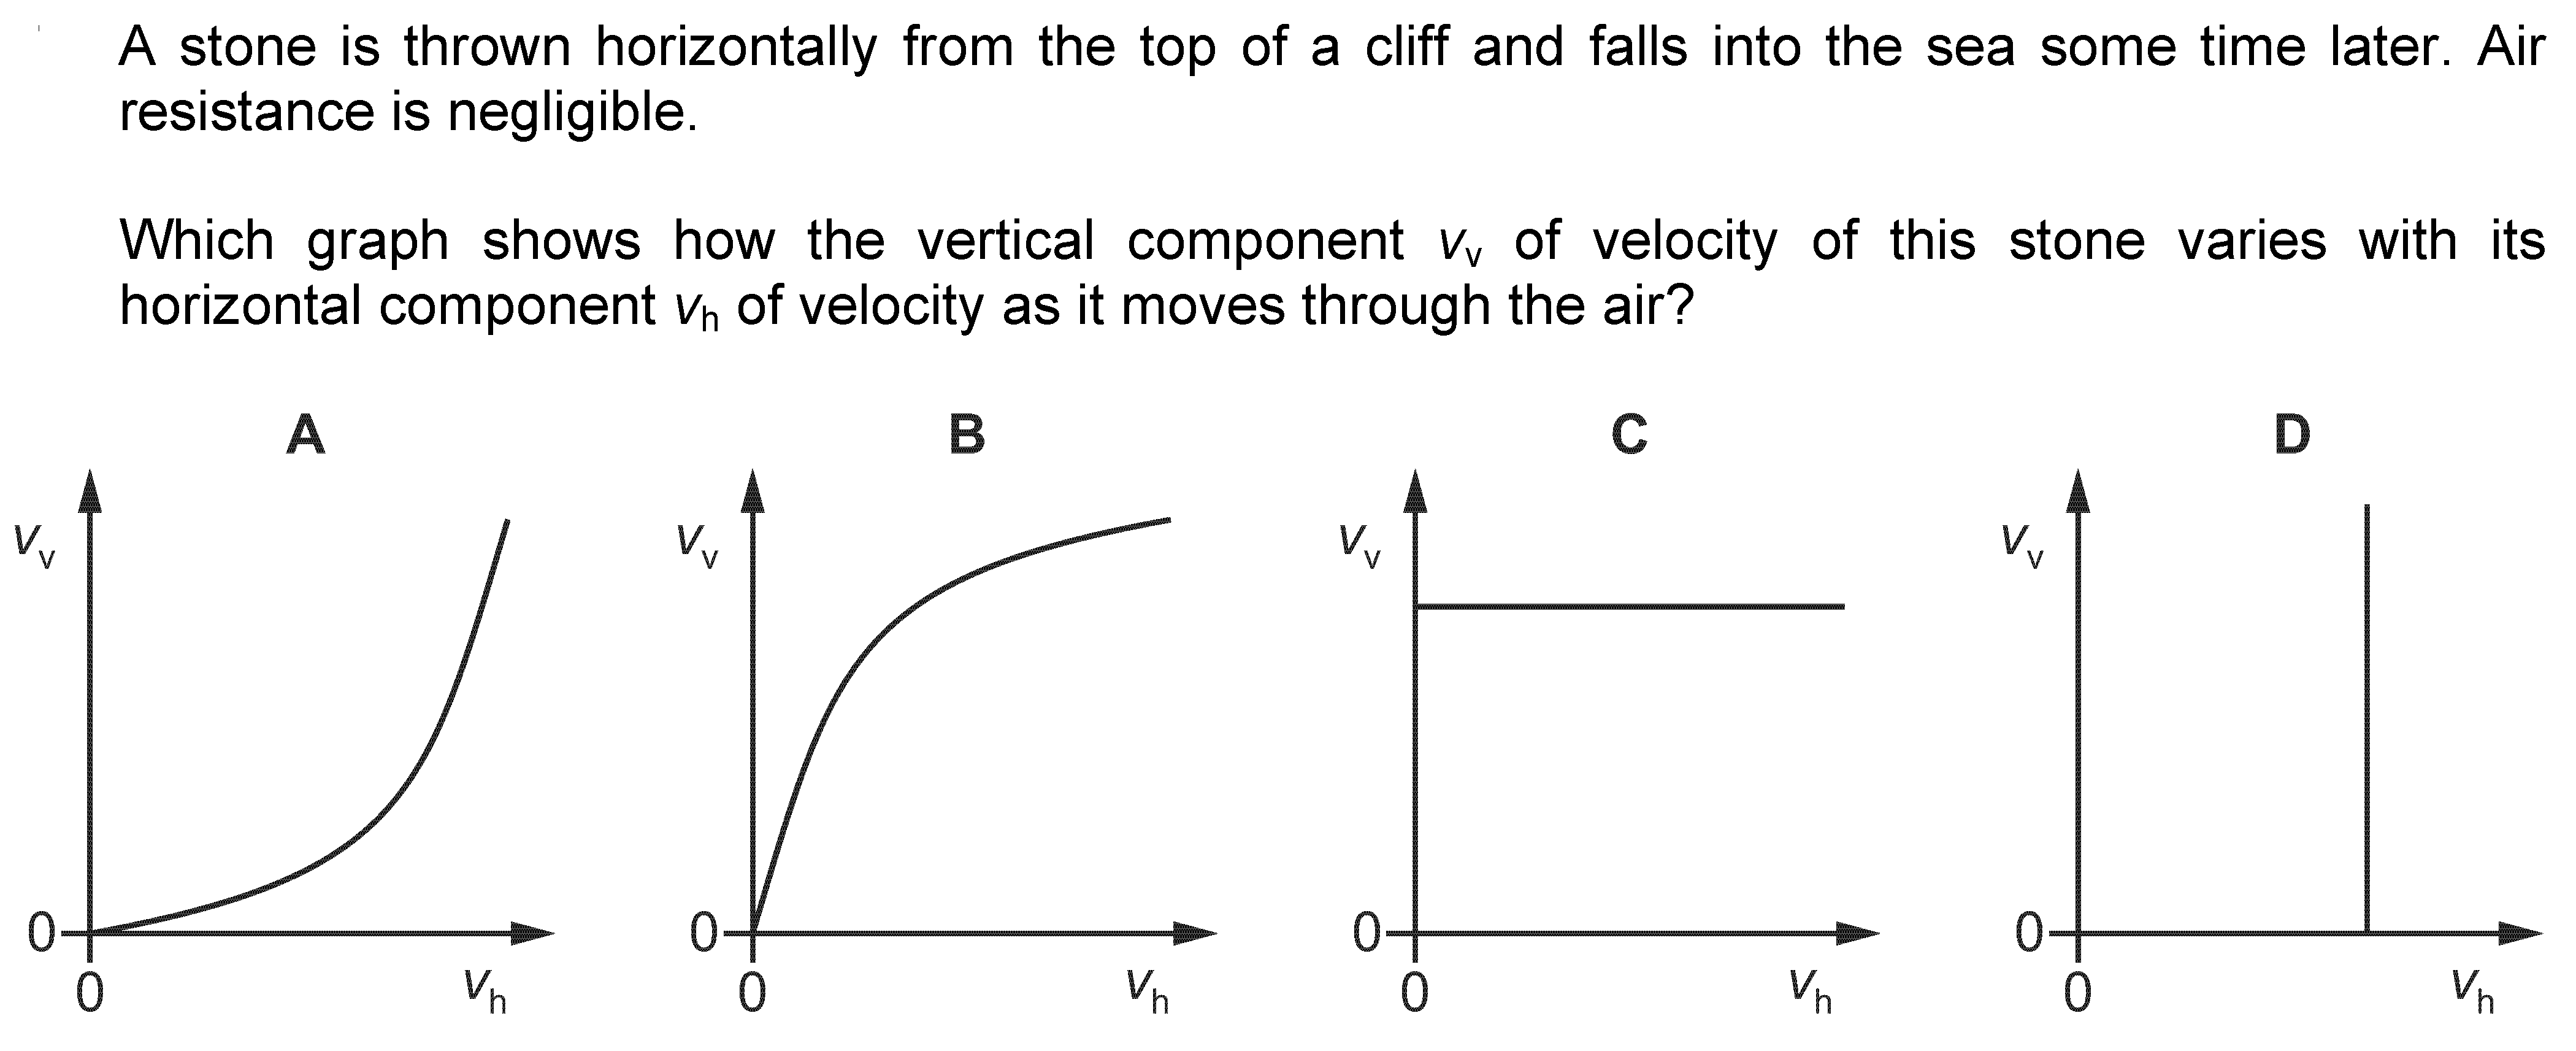 A stone is thrown horizontally from the top of a cliff and falls into the sea some time later. Air
resistance is negligible.
Which graph shows how the vertical component vv of velocity of this stone varies with its
horizontal component vh of velocity as it moves through the air?
A B C D
vv vv vv vv
0 0 0 0
0 vh 0 vh 0 vh 0 vh